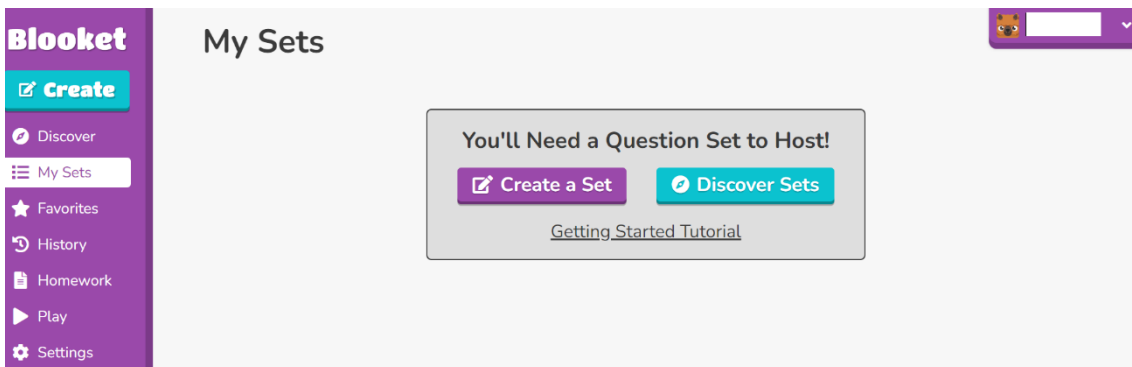 Blooket
Create
Discover
My Sets
Favorites
History
Homework
Play
Settings
My Sets
You'll Need a Question Set to Host!
Create a Set
Discover Sets
Getting Started Tutorial